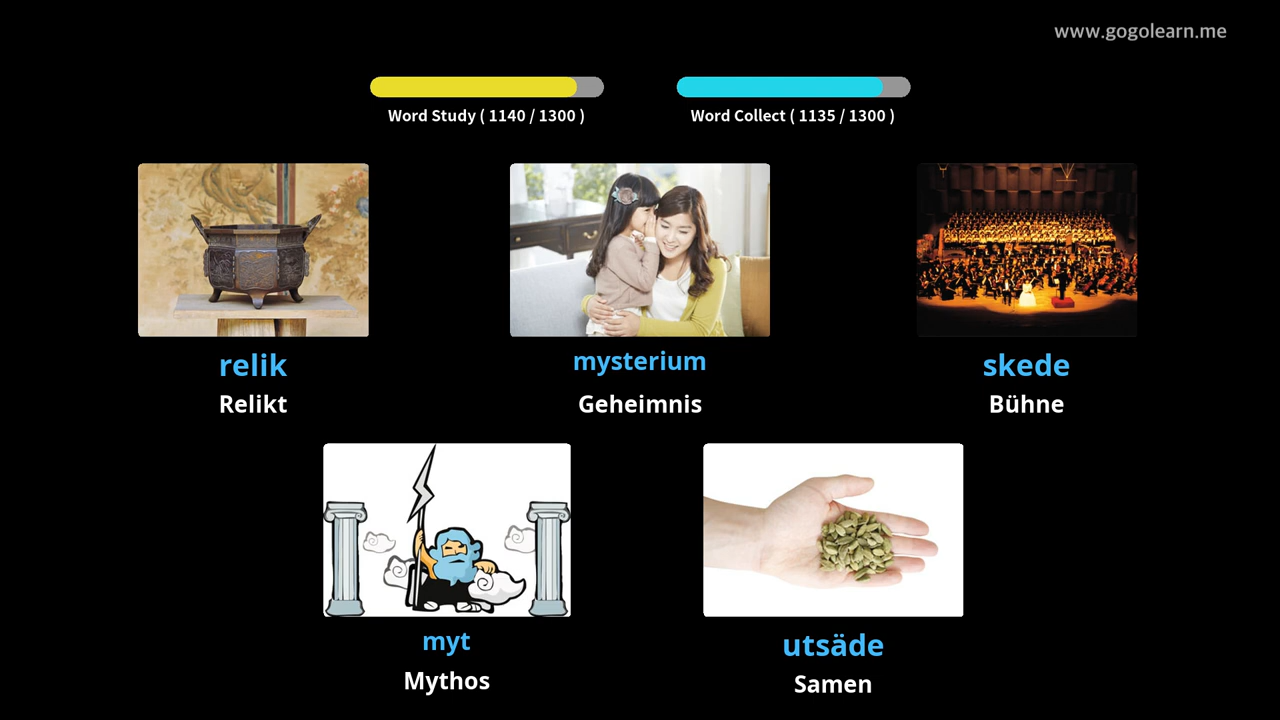 www.gogolearn.me
Word Study ( 1140 / 1300 )
Word Collect ( 1135 / 1300 )
relik
Relikt
mysterium
Geheimnis
skede
Bühne
myt
Mythos
utsäde
Samen